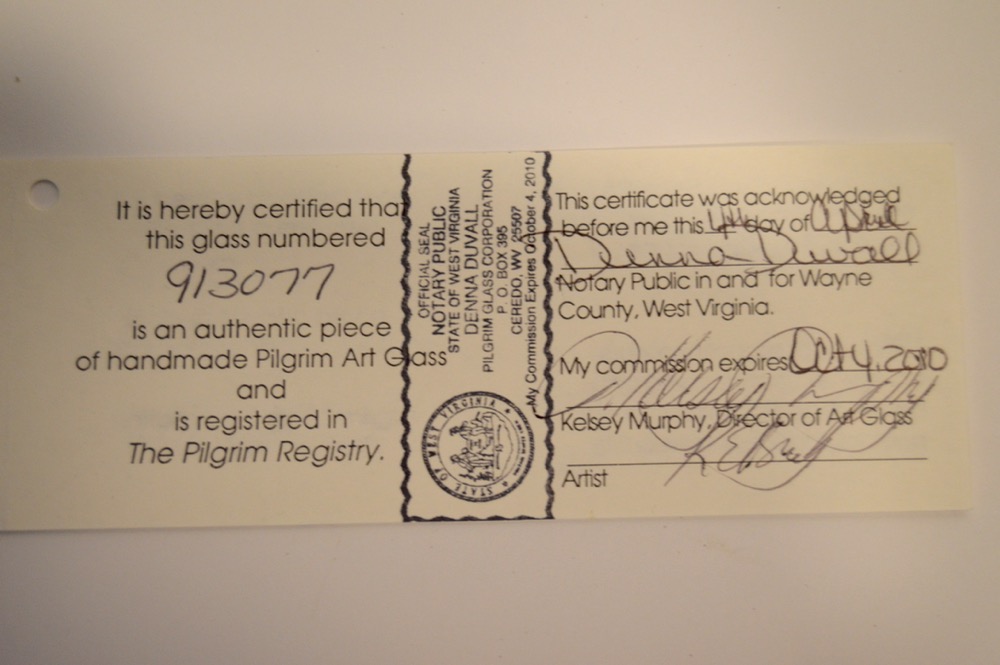 It is hereby certified that
this glass numbered
913077
is an authentic piece
of handmade Pilgrim Art Glass
and
is registered in
The Pilgrim Registry.
OFFICIAL SEAL
NOTARY PUBLIC
STATE OF WEST VIRGINIA
DENNA DUVALL
PILGRIM GLASS CORPORATION
P. O. BOX 395
CEREDO, WV 25507
My Commission Expires October 4, 2010
STATE OF WEST VIRGINIA
This certificate was acknowledged
before me this 4th day of April
Denna Duvall
Notary Public in and for Wayne
County, West Virginia.
My commission expires Oct 4, 2010
Kelsey Murphy, Director of Art Glass
Artist